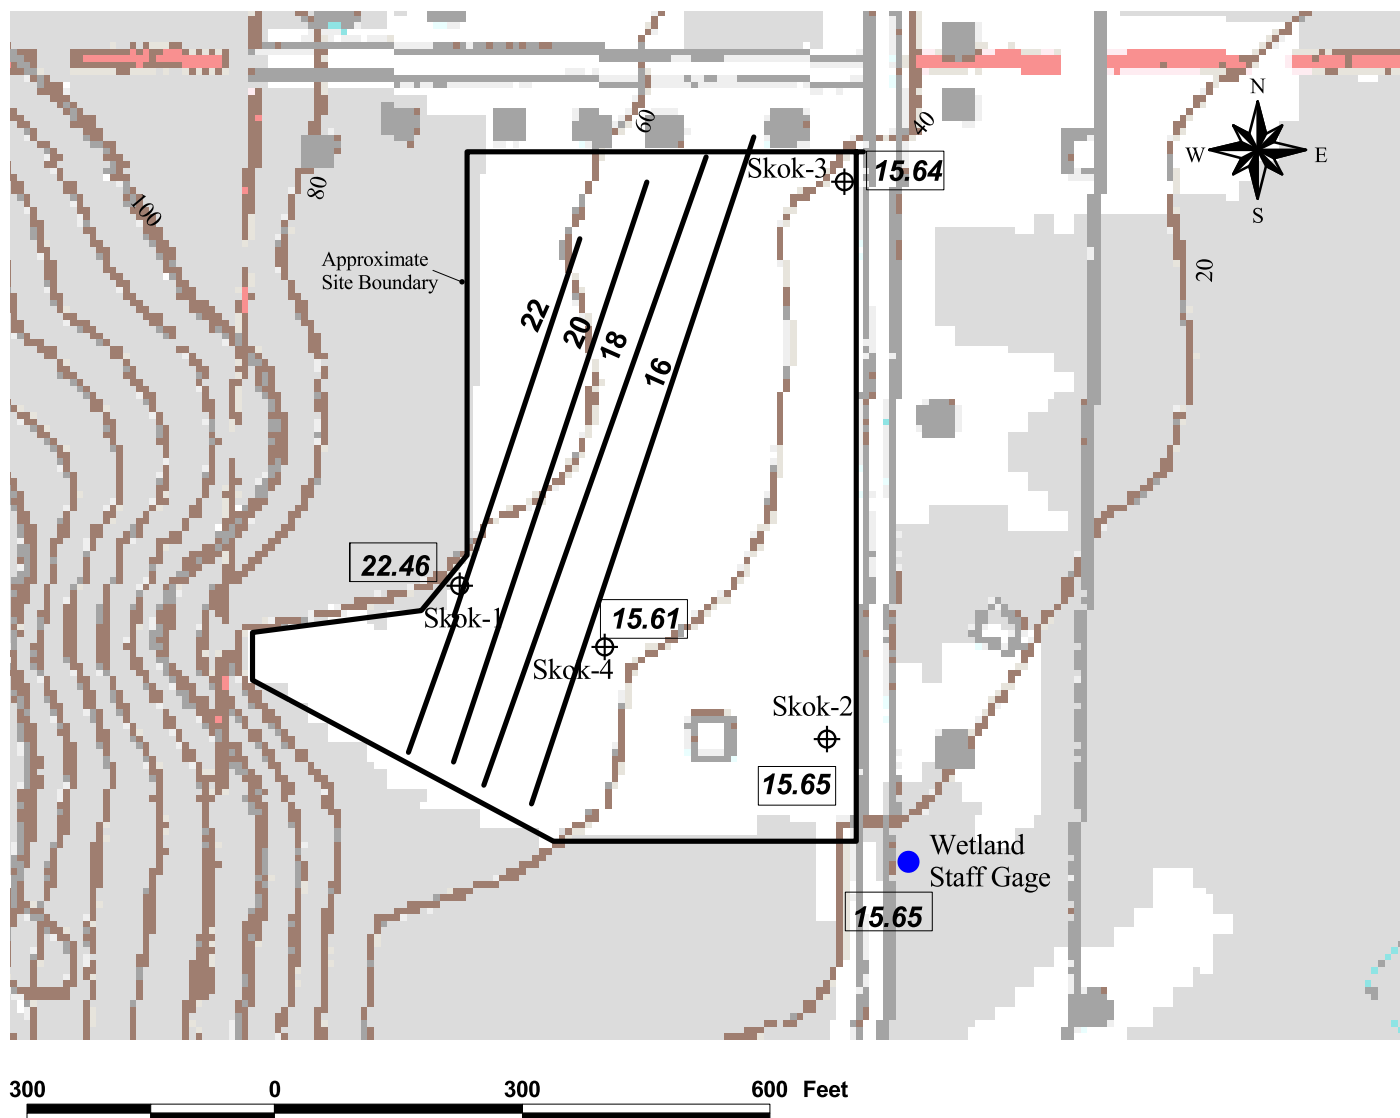 60
40
N
W E
S
Skok-3
15.64
80
100
Approximate
Site Boundary
20
22
20
18
16
22.46
Skok-1
15.61
Skok-4
Skok-2
15.65
Wetland
Staff Gage
15.65
300 0 300 600 Feet